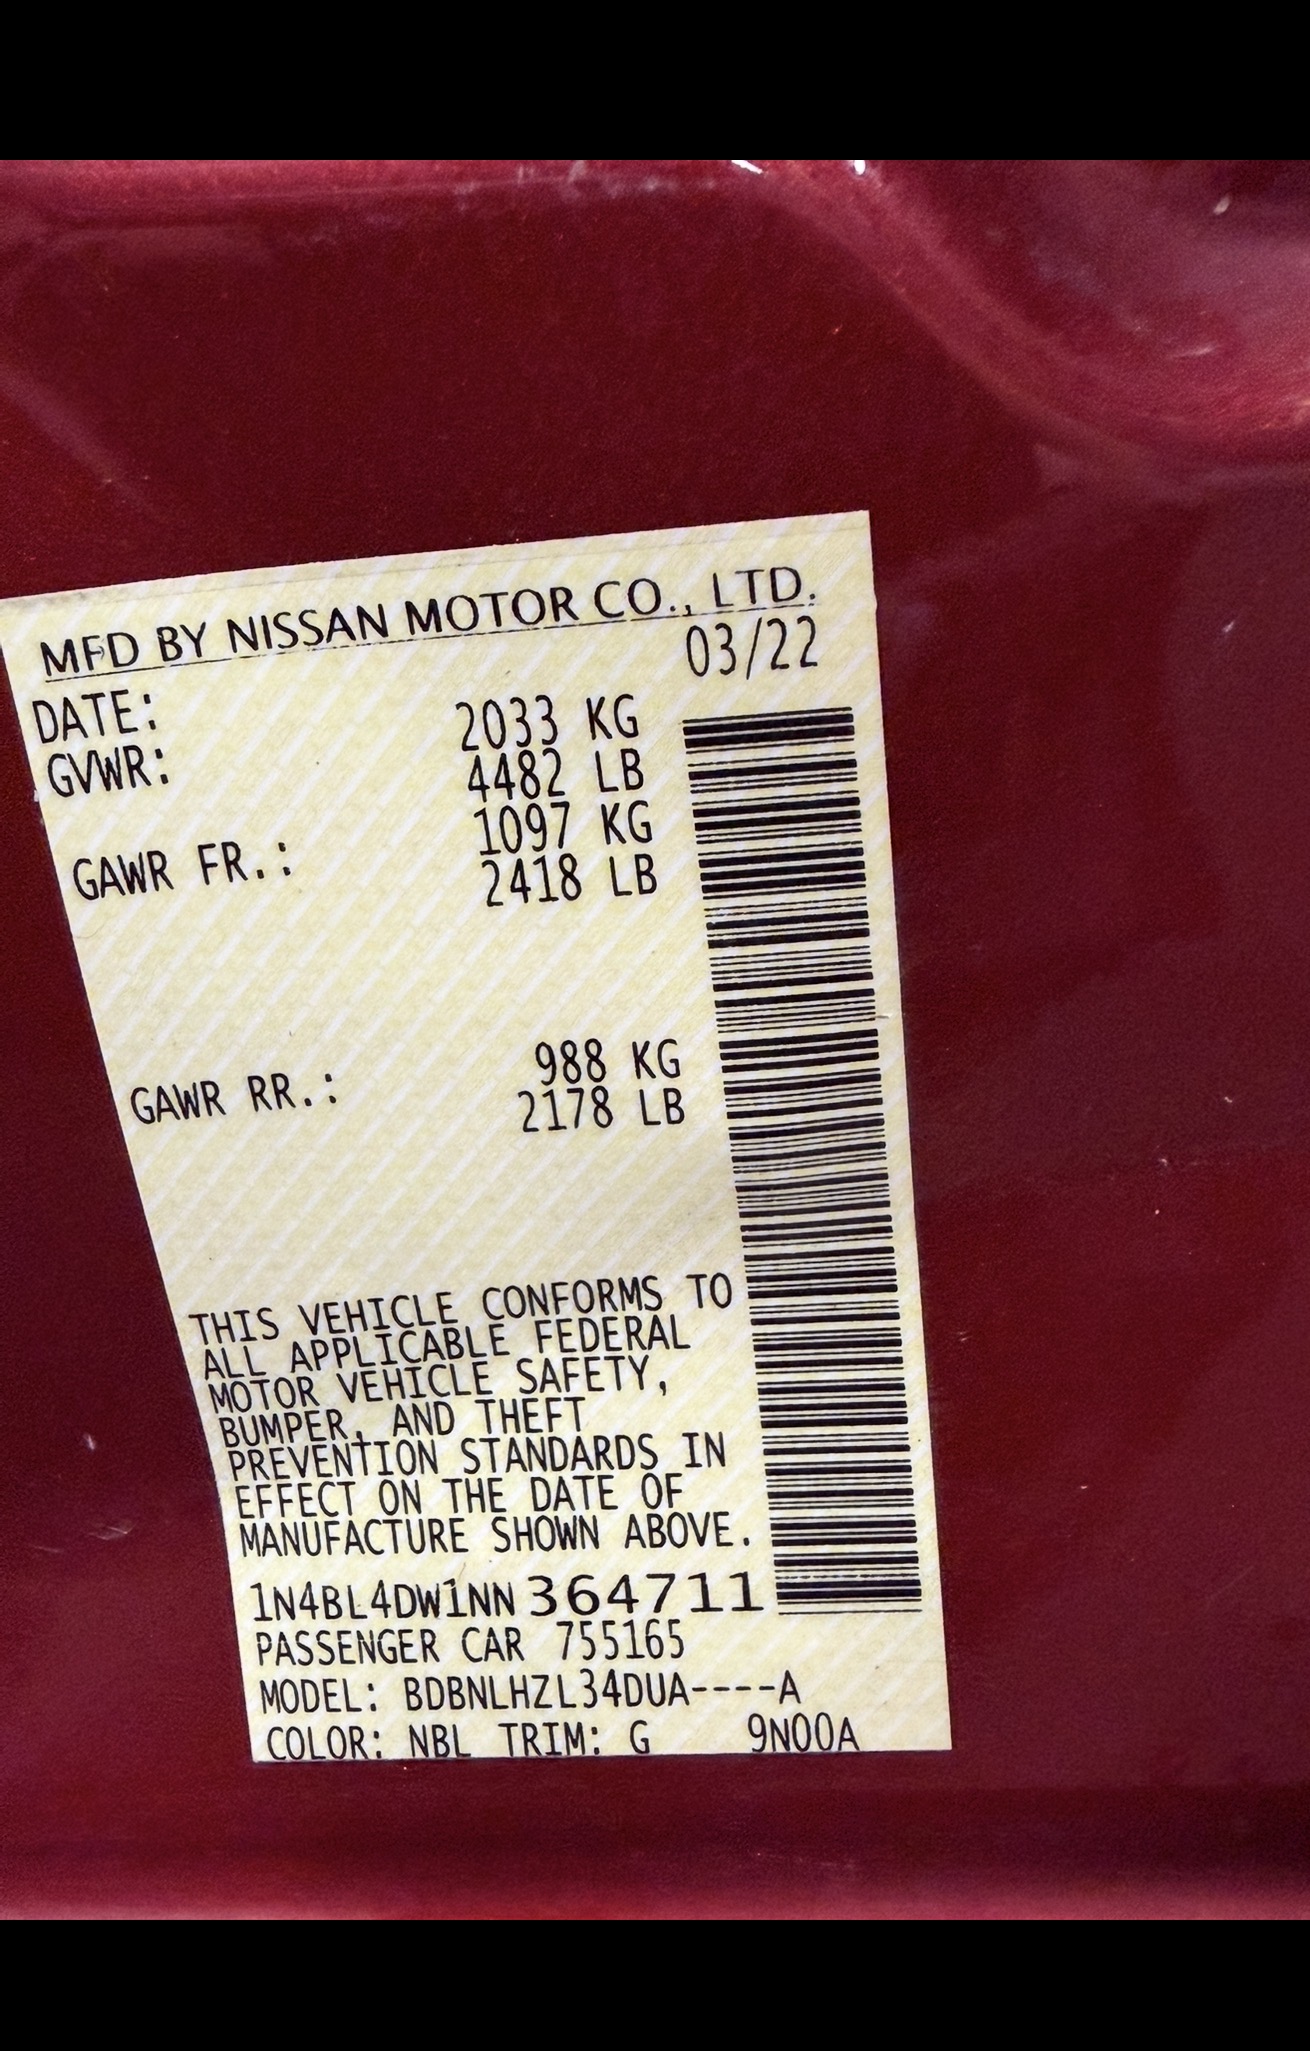 MFD BY NISSAN MOTOR CO., LTD.
DATE: 03/22
GVWR: 2033 KG
4482 LB
GAWR FR.: 1097 KG
2418 LB
GAWR RR.: 988 KG
2178 LB
THIS VEHICLE CONFORMS TO
ALL APPLICABLE FEDERAL
MOTOR VEHICLE SAFETY,
BUMPER, AND THEFT
PREVENTION STANDARDS IN
EFFECT ON THE DATE OF
MANUFACTURE SHOWN ABOVE.
1N4BL4DW1NN364711
PASSENGER CAR 755165
MODEL: BDBNLHZL34DUA----A
COLOR: NBL TRIM: G 9N00A